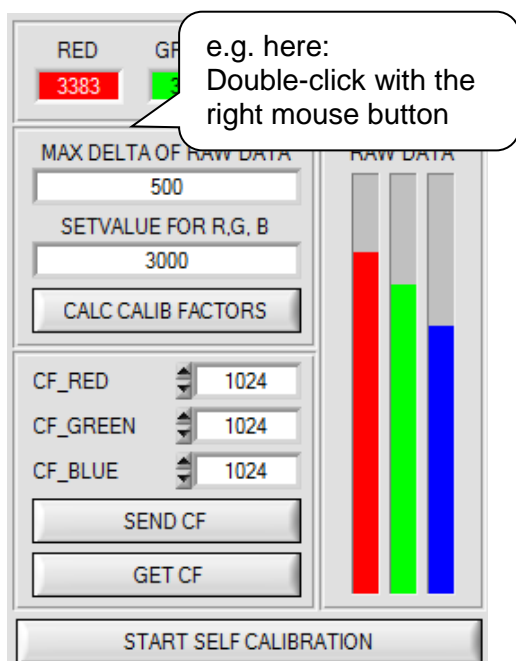 RED
e.g. here:
Double-click with the
right mouse button
3383
MAX DELTA OF RAW DATA
500
SETVALUE FOR R,G, B
3000
CALC CALIB FACTORS
RAW DATA
CF_RED 1024
CF_GREEN 1024
CF_BLUE 1024
SEND CF
GET CF
START SELF CALIBRATION